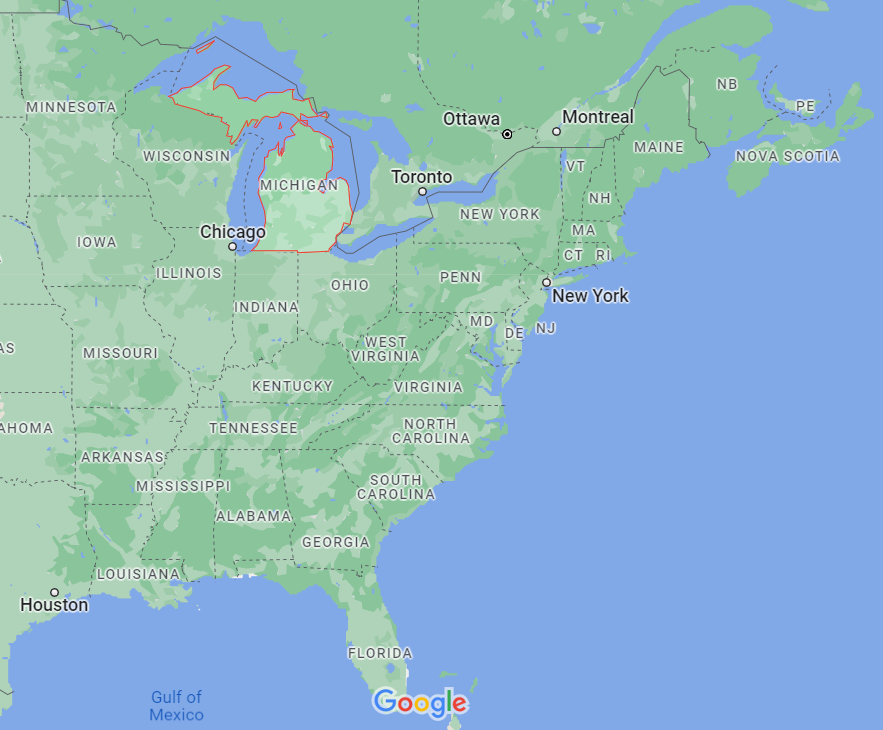 Ottawa
Montreal
NB
PE
MINNESOTA
MAINE
NOVA SCOTIA
WISCONSIN
VT
Toronto
MICHIGAN
NH
NEW YORK
Chicago
MA
IOWA
CT
RI
ILLINOIS
PENN
OHIO
New York
INDIANA
MD
DE
NJ
AS
MISSOURI
WEST
VIRGINIA
KENTUCKY
VIRGINIA
AHOMA
TENNESSEE
NORTH
CAROLINA
ARKANSAS
MISSISSIPPI
SOUTH
CAROLINA
ALABAMA
GEORGIA
LOUISIANA
Houston
FLORIDA
Gulf of
Mexico
Google